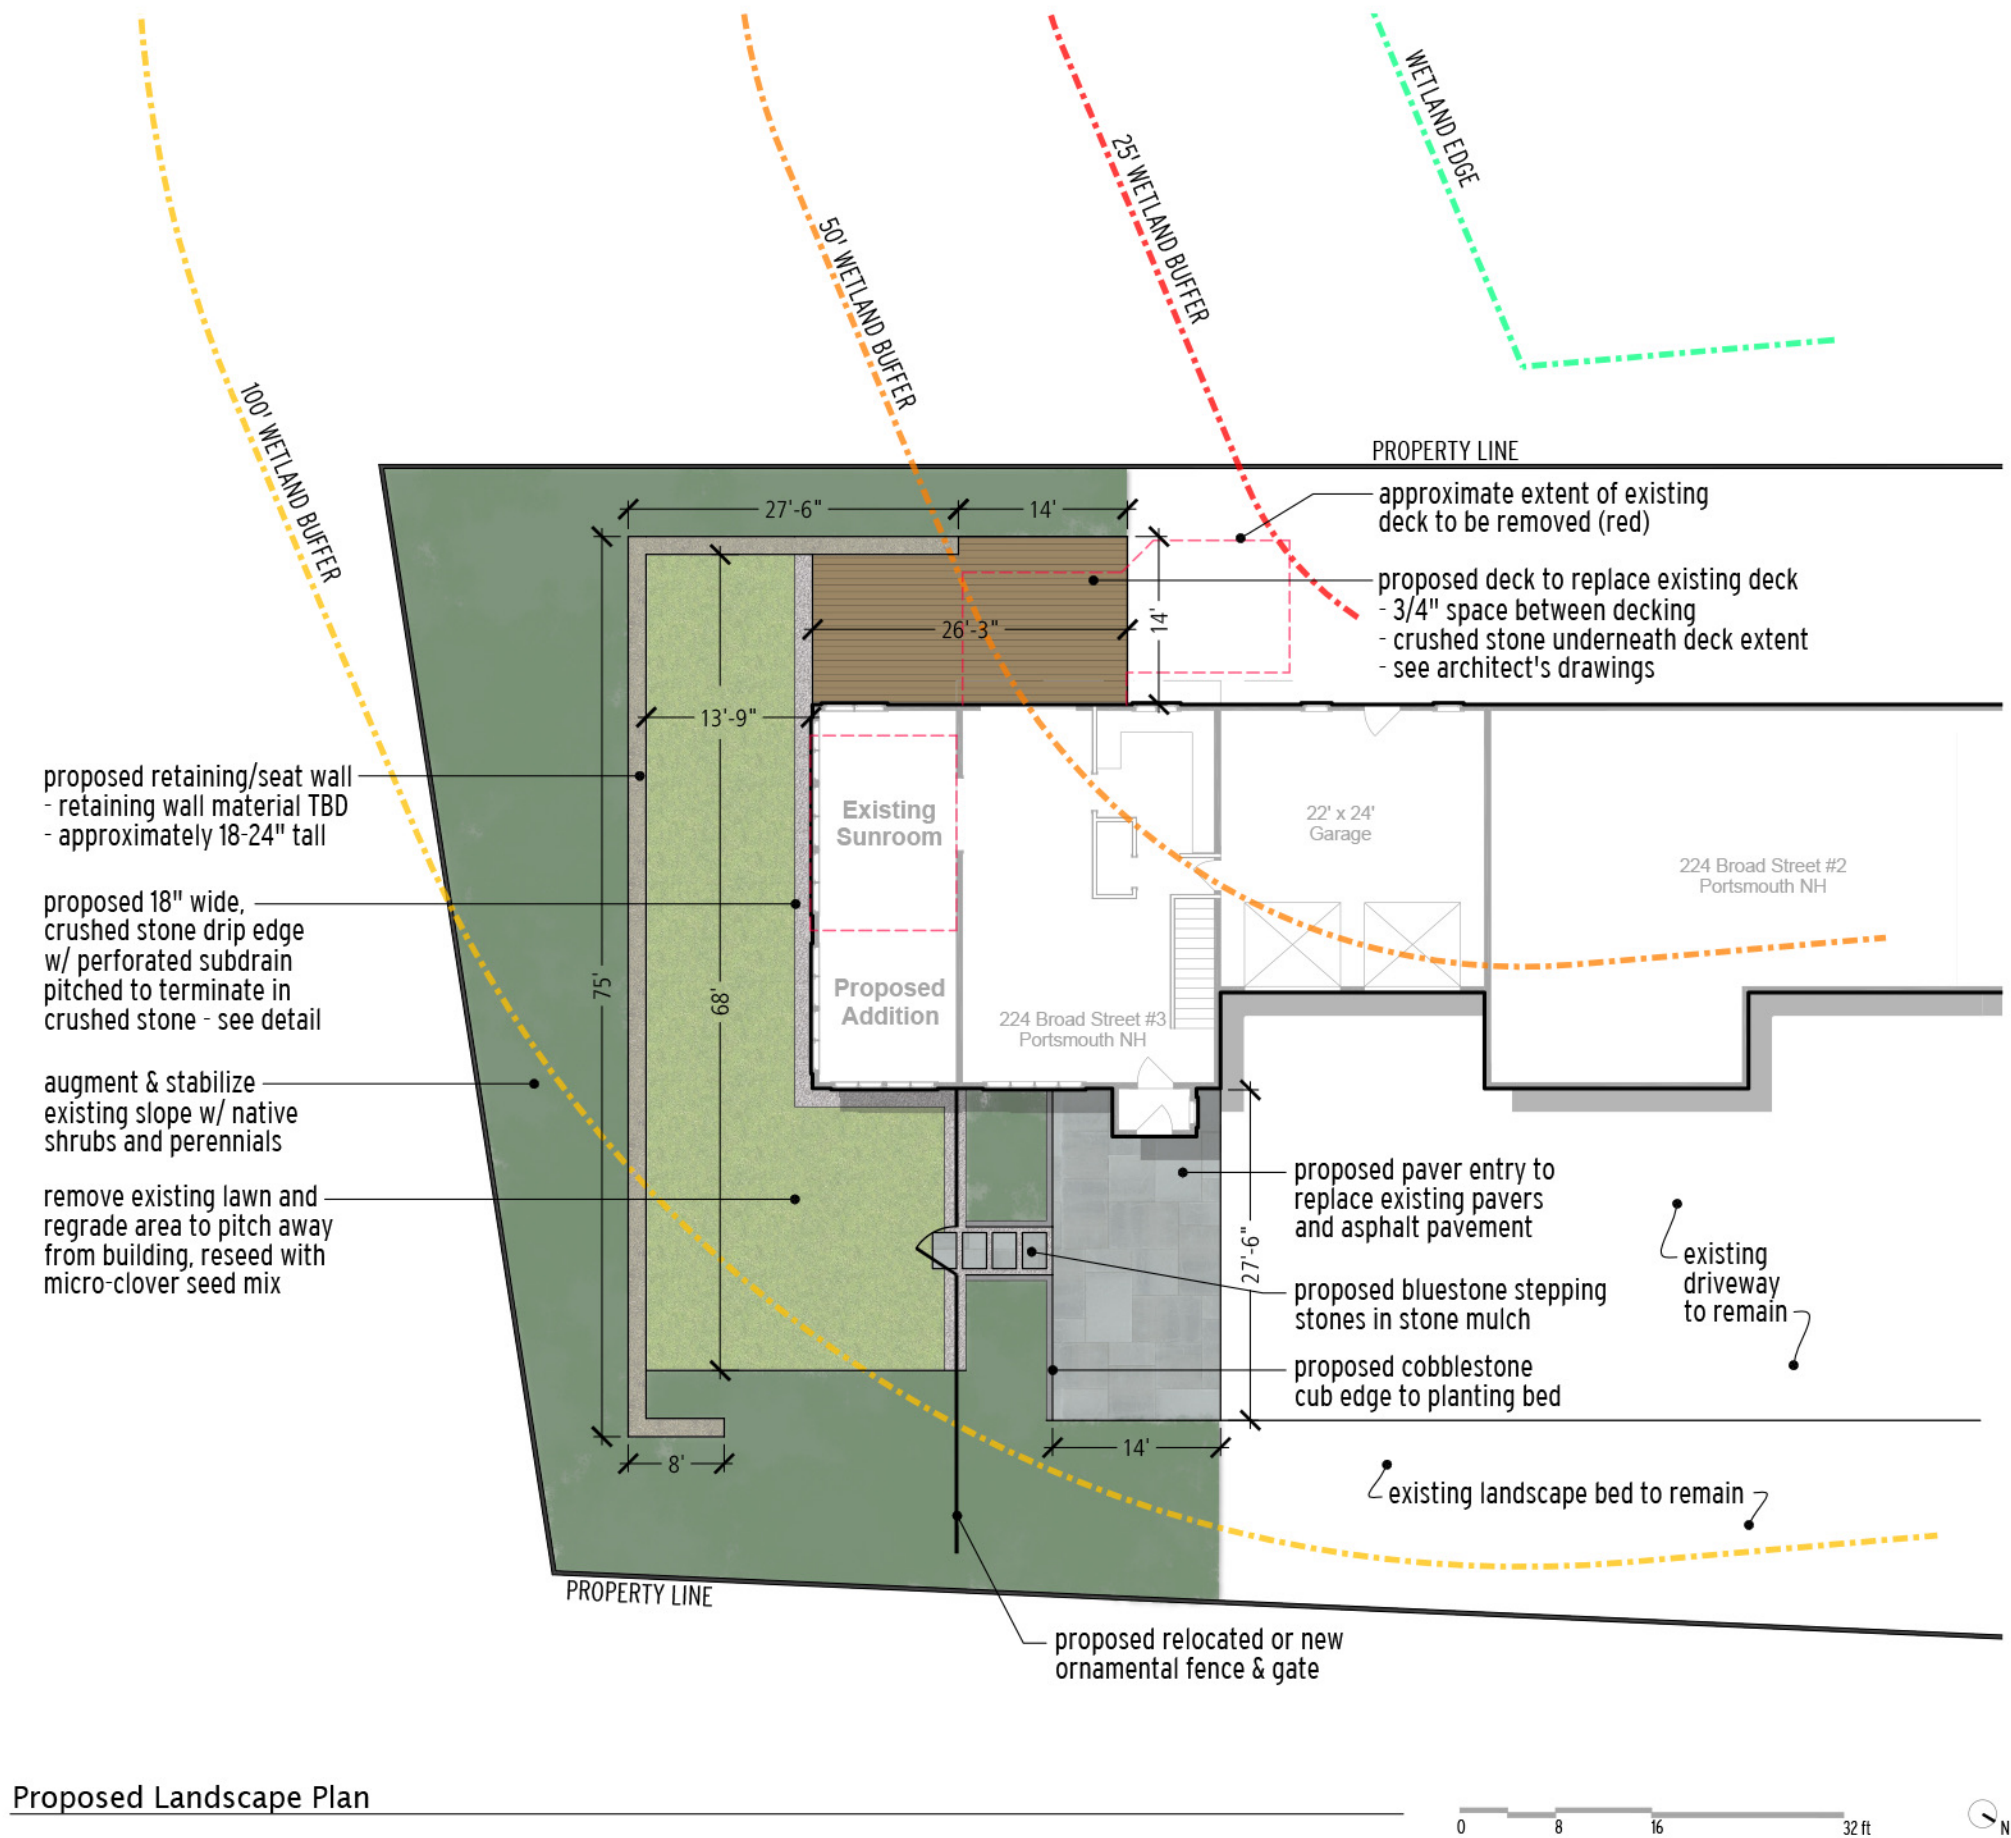 WETLAND EDGE
25' WETLAND BUFFER
50' WETLAND BUFFER
100' WETLAND BUFFER
PROPERTY LINE
approximate extent of existing
deck to be removed (red)
27'-6"
14'
proposed deck to replace existing deck
- 3/4" space between decking
- crushed stone underneath deck extent
- see architect's drawings
14'
26'-3"
13'-9"
proposed retaining/seat wall
- retaining wall material TBD
- approximately 18-24" tall
Existing
Sunroom
22' x 24'
Garage
224 Broad Street #2
Portsmouth NH
proposed 18" wide,
crushed stone drip edge
w/ perforated subdrain
pitched to terminate in
crushed stone - see detail
75'
68'
Proposed
Addition
224 Broad Street #3
Portsmouth NH
augment & stabilize
existing slope w/ native
shrubs and perennials
remove existing lawn and
regrade area to pitch away
from building, reseed with
micro-clover seed mix
proposed paver entry to
replace existing pavers
and asphalt pavement
27'-6"
existing
driveway
to remain
proposed bluestone stepping
stones in stone mulch
proposed cobblestone
cub edge to planting bed
14'
8'
existing landscape bed to remain
PROPERTY LINE
proposed relocated or new
ornamental fence & gate
Proposed Landscape Plan
0 8 16 32 ft
N